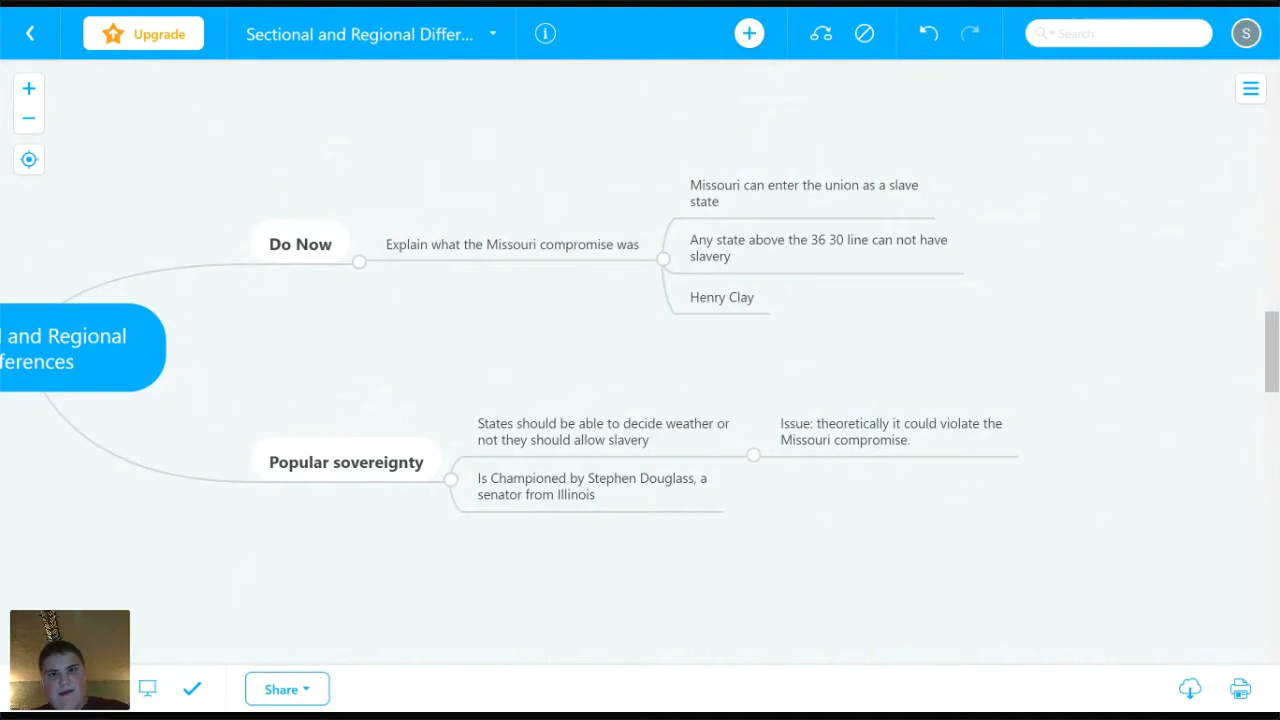 Upgrade
Sectional and Regional Differ...
Search
S
Missouri can enter the union as a slave
state
Do Now
Explain what the Missouri compromise was
Any state above the 36 30 line can not have
slavery
Henry Clay
and Regional
ferences
States should be able to decide weather or
not they should allow slavery
Issue: theoretically it could violate the
Missouri compromise.
Popular sovereignty
Is Championed by Stephen Douglass, a
senator from Illinois
Share